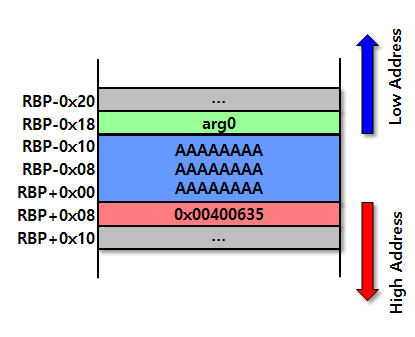 RBP-0x20 ...
RBP-0x18 arg0
RBP-0x10 AAAAAAAA
RBP-0x08 AAAAAAAA
RBP+0x00 AAAAAAAA
RBP+0x08 0x00400635
RBP+0x10 ...
Low Address
High Address